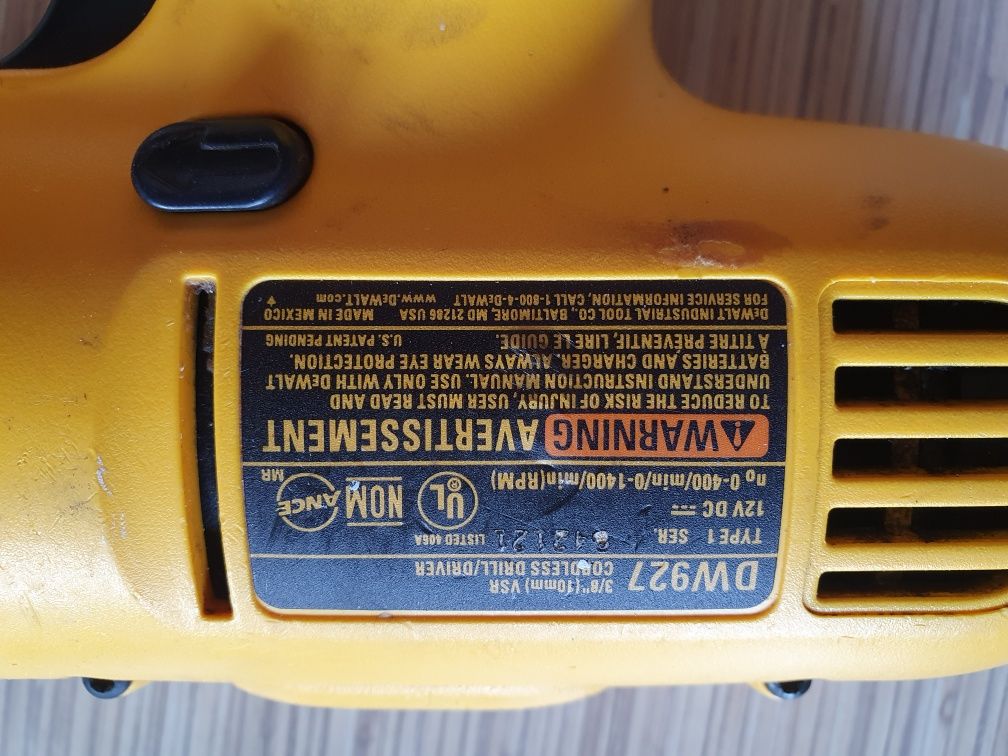 DW927
3/8"(10mm) VSR
CORDLESS DRILL/DRIVER
TYPE 1 SER.
LISTED 406A
12V DC ⎓
n₀ 0-400/min/0-1400/min(RPM)
UL
NOM
ANCE
MR
WARNING AVERTISSEMENT
TO REDUCE THE RISK OF INJURY, USER MUST READ AND
UNDERSTAND INSTRUCTION MANUAL. USE ONLY WITH DEWALT
BATTERIES AND CHARGER. ALWAYS WEAR EYE PROTECTION.
A TITRE PRÉVENTIF, LIRE LE GUIDE. U.S. PATENT PENDING
DEWALT INDUSTRIAL TOOL CO., BALTIMORE, MD 21286 USA MADE IN MEXICO
FOR SERVICE INFORMATION, CALL 1-800-4-DEWALT www.DEWALT.com